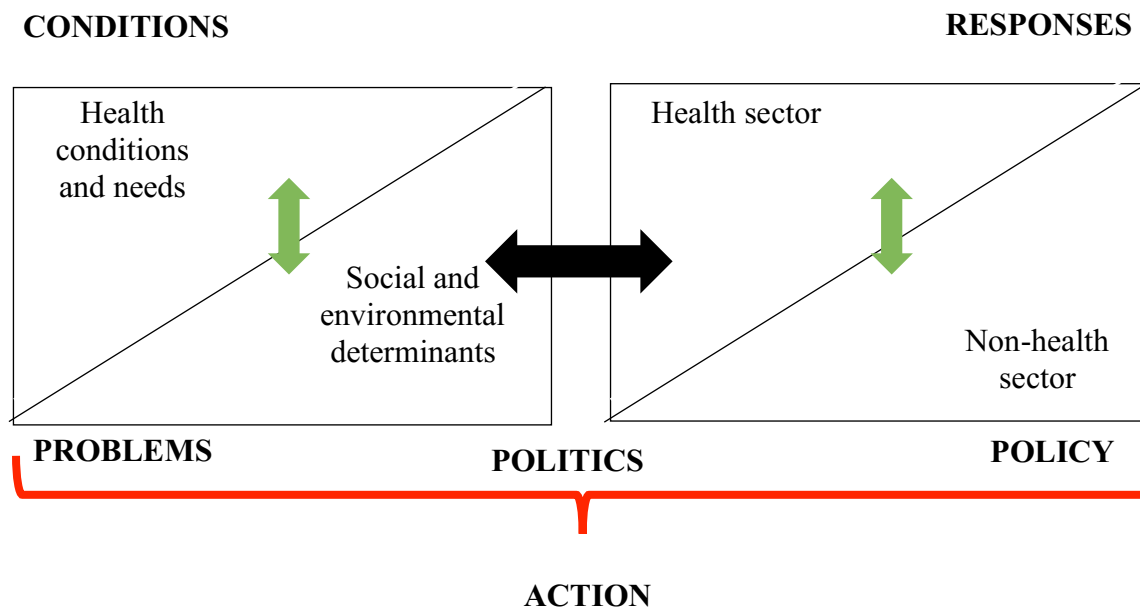 CONDITIONS
RESPONSES
Health
conditions
and needs
Social and
environmental
determinants
Health sector
Non-health
sector
PROBLEMS
POLITICS
POLICY
ACTION